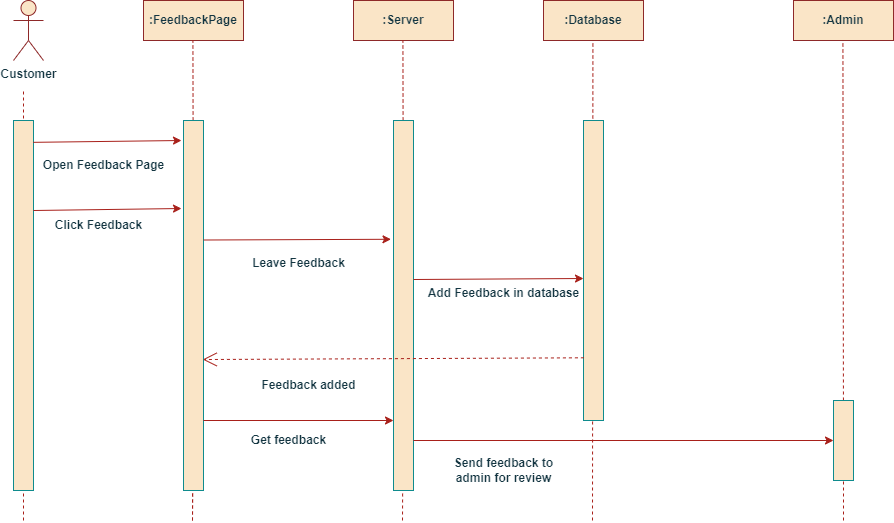 :FeedbackPage
:Server
:Database
:Admin
Customer
Open Feedback Page
Click Feedback
Leave Feedback
Add Feedback in database
Feedback added
Get feedback
Send feedback to
admin for review